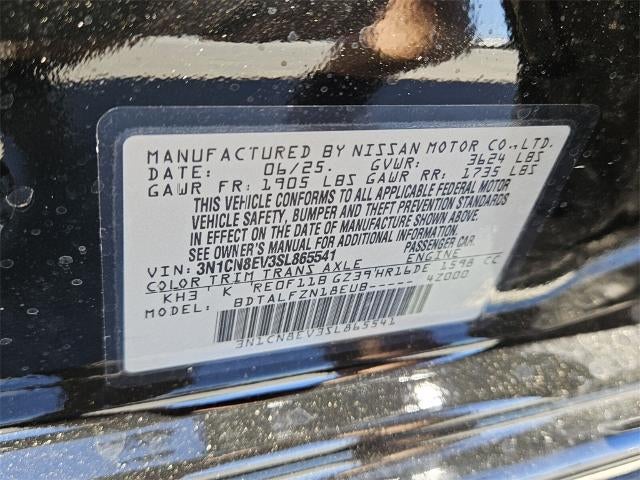 MANUFACTURED BY NISSAN MOTOR CO., LTD.
DATE: 06/25. GVWR: 3624 LBS
GAWR FR: 1905 LBS GAWR RR: 1735 LBS
THIS VEHICLE CONFORMS TO ALL APPLICABLE FEDERAL MOTOR
VEHICLE SAFETY, BUMPER AND THEFT PREVENTION STANDARDS
IN EFFECT ON THE DATE OF MANUFACTURE SHOWN ABOVE.
SEE OWNER'S MANUAL FOR ADDITIONAL INFORMATION.
VIN: 3N1CN8EV3SL865541 PASSENGER CAR.
COLOR TRIM TRANS AXLE ENGINE
KH3 K RE0F11B GZ39 HR16DE 1598 CC
MODEL: BDTALFZN18EUB----- 4Z000
3N1CN8EV3SL865541